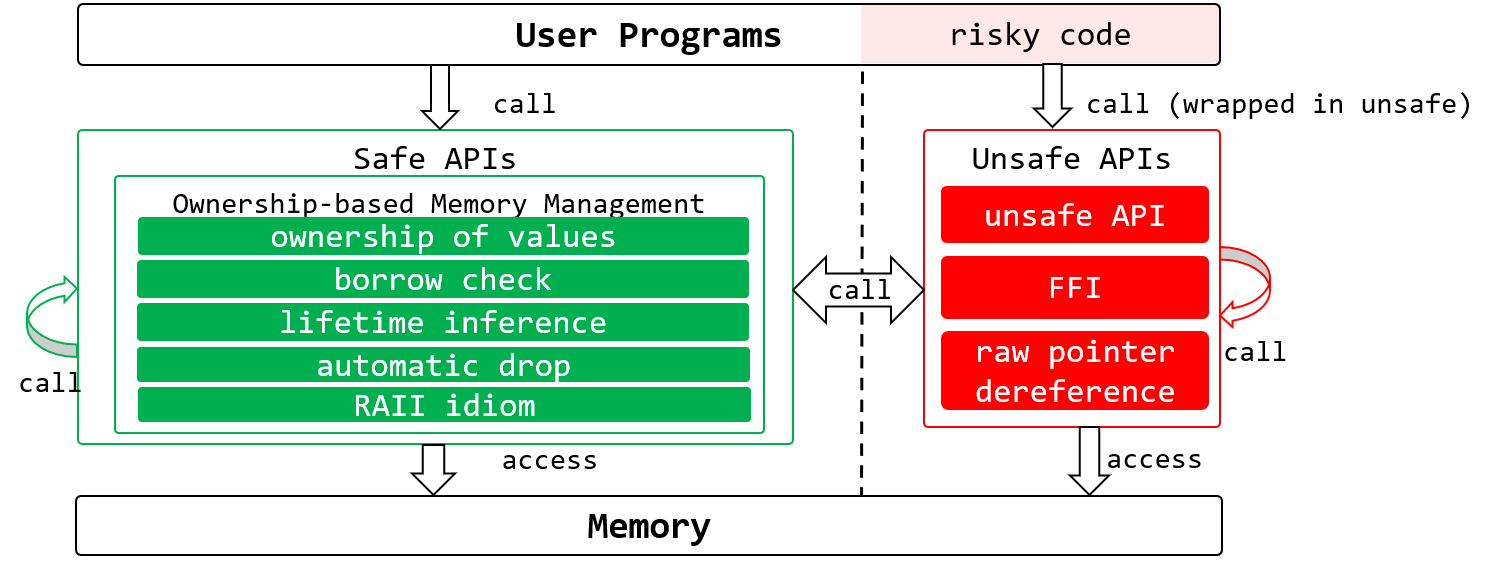 User Programs
risky code
call
call (wrapped in unsafe)
Safe APIs
Ownership-based Memory Management
ownership of values
borrow check
lifetime inference
automatic drop
RAII idiom
call
call
Unsafe APIs
unsafe API
FFI
raw pointer
dereference
call
access
access
Memory